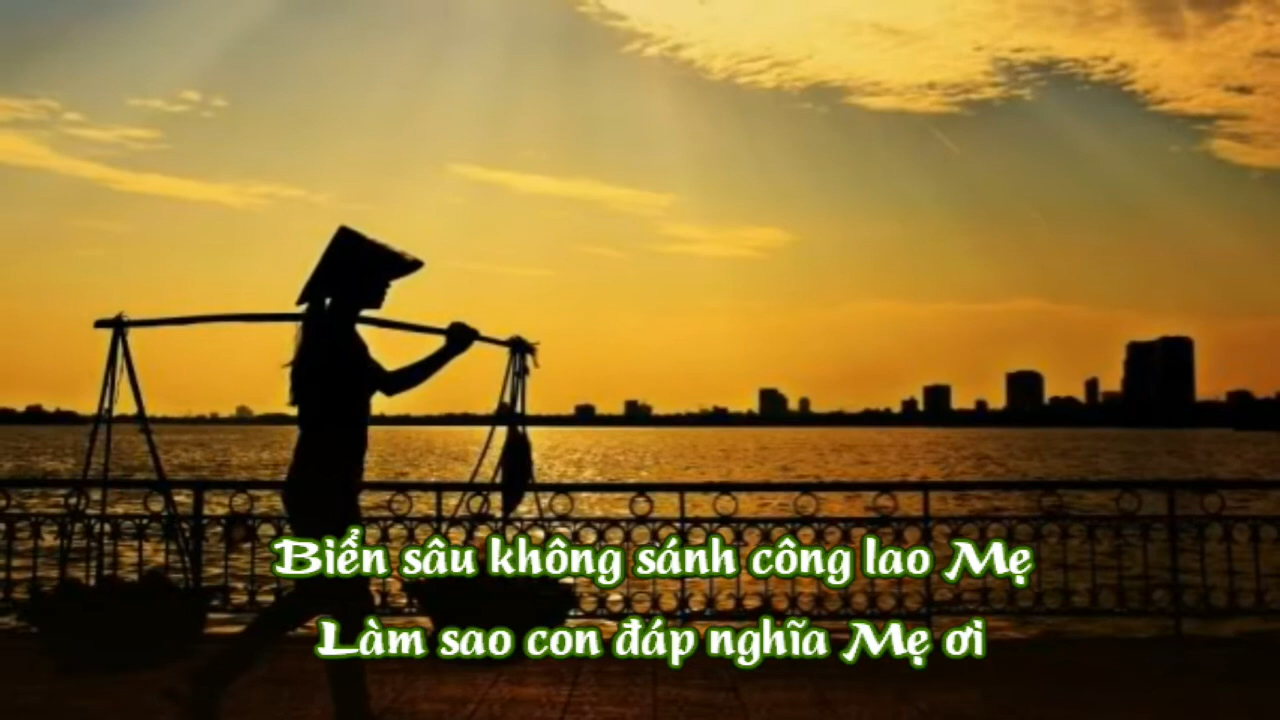 Biển sâu không sánh công lao Mẹ
Làm sao con đáp nghĩa Mẹ ơi